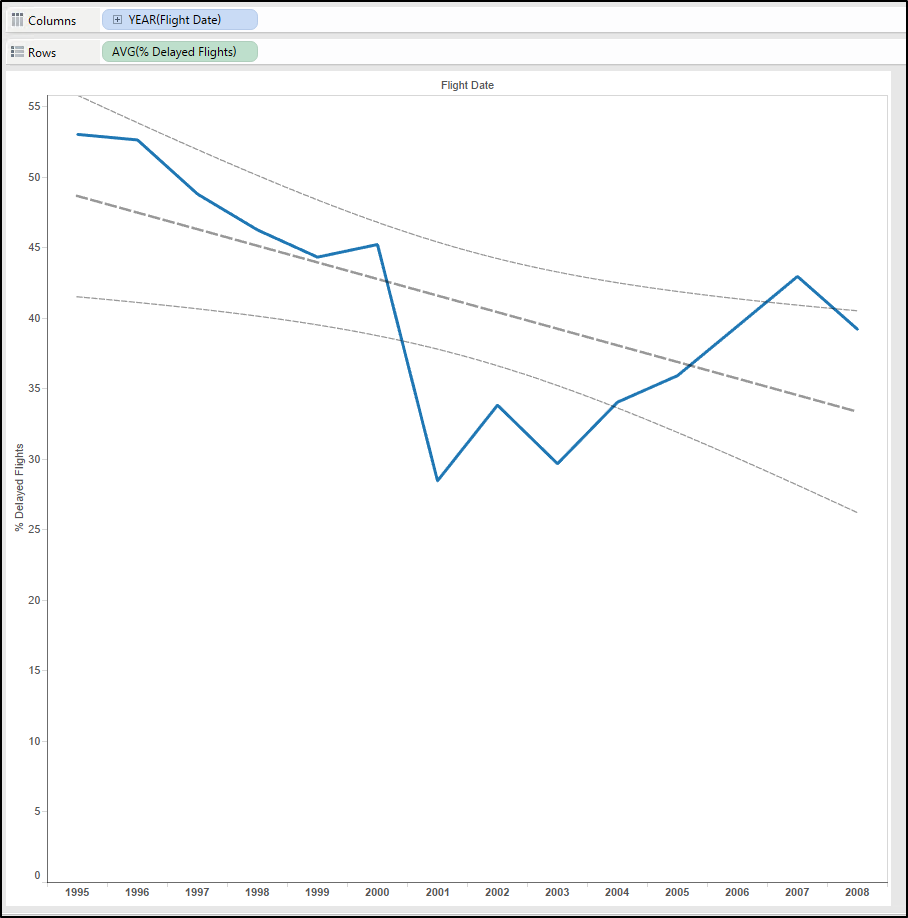 Columns
YEAR(Flight Date)
Rows
AVG(% Delayed Flights)
Flight Date
55
50
45
40
35
30
25
20
15
10
5
0
% Delayed Flights
1995 1996 1997 1998 1999 2000 2001 2002 2003 2004 2005 2006 2007 2008